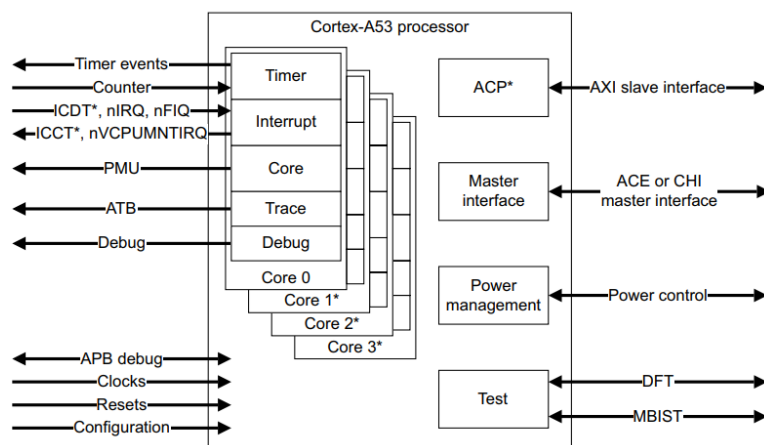 Cortex-A53 processor
Timer events
Counter
ICDT*, nIRQ, nFIQ
ICCT*, nVCPUMNTIRQ
PMU
ATB
Debug
Timer
Interrupt
Core
Trace
Debug
Core 0
Core 1*
Core 2*
Core 3*
APB debug
Clocks
Resets
Configuration
ACP*
AXI slave interface
Master
interface
ACE or CHI
master interface
Power
management
Power control
Test
DFT
MBIST